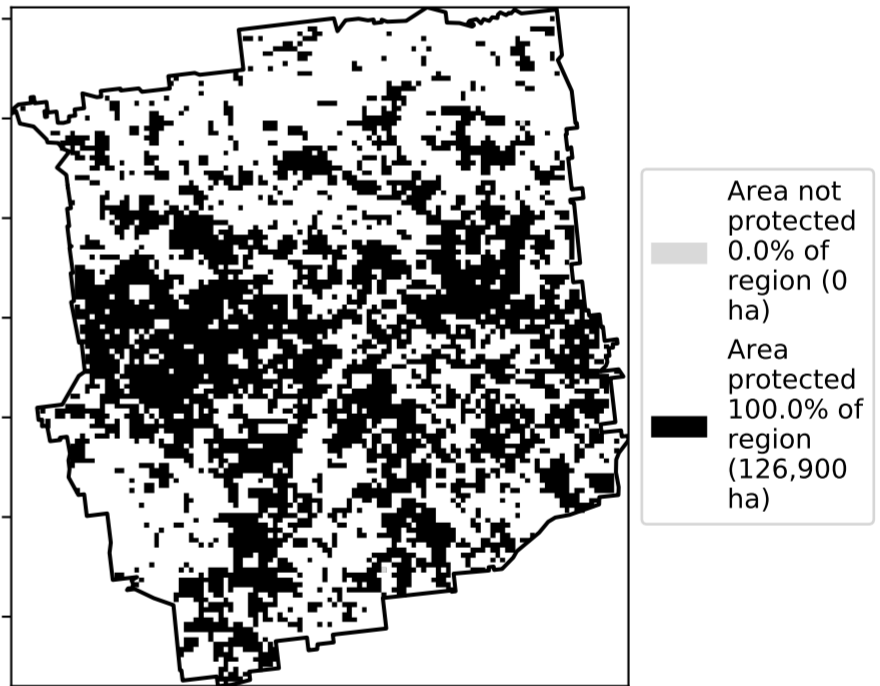 Area not
protected
0.0% of
region (0
ha)
Area
protected
100.0% of
region
(126,900
ha)